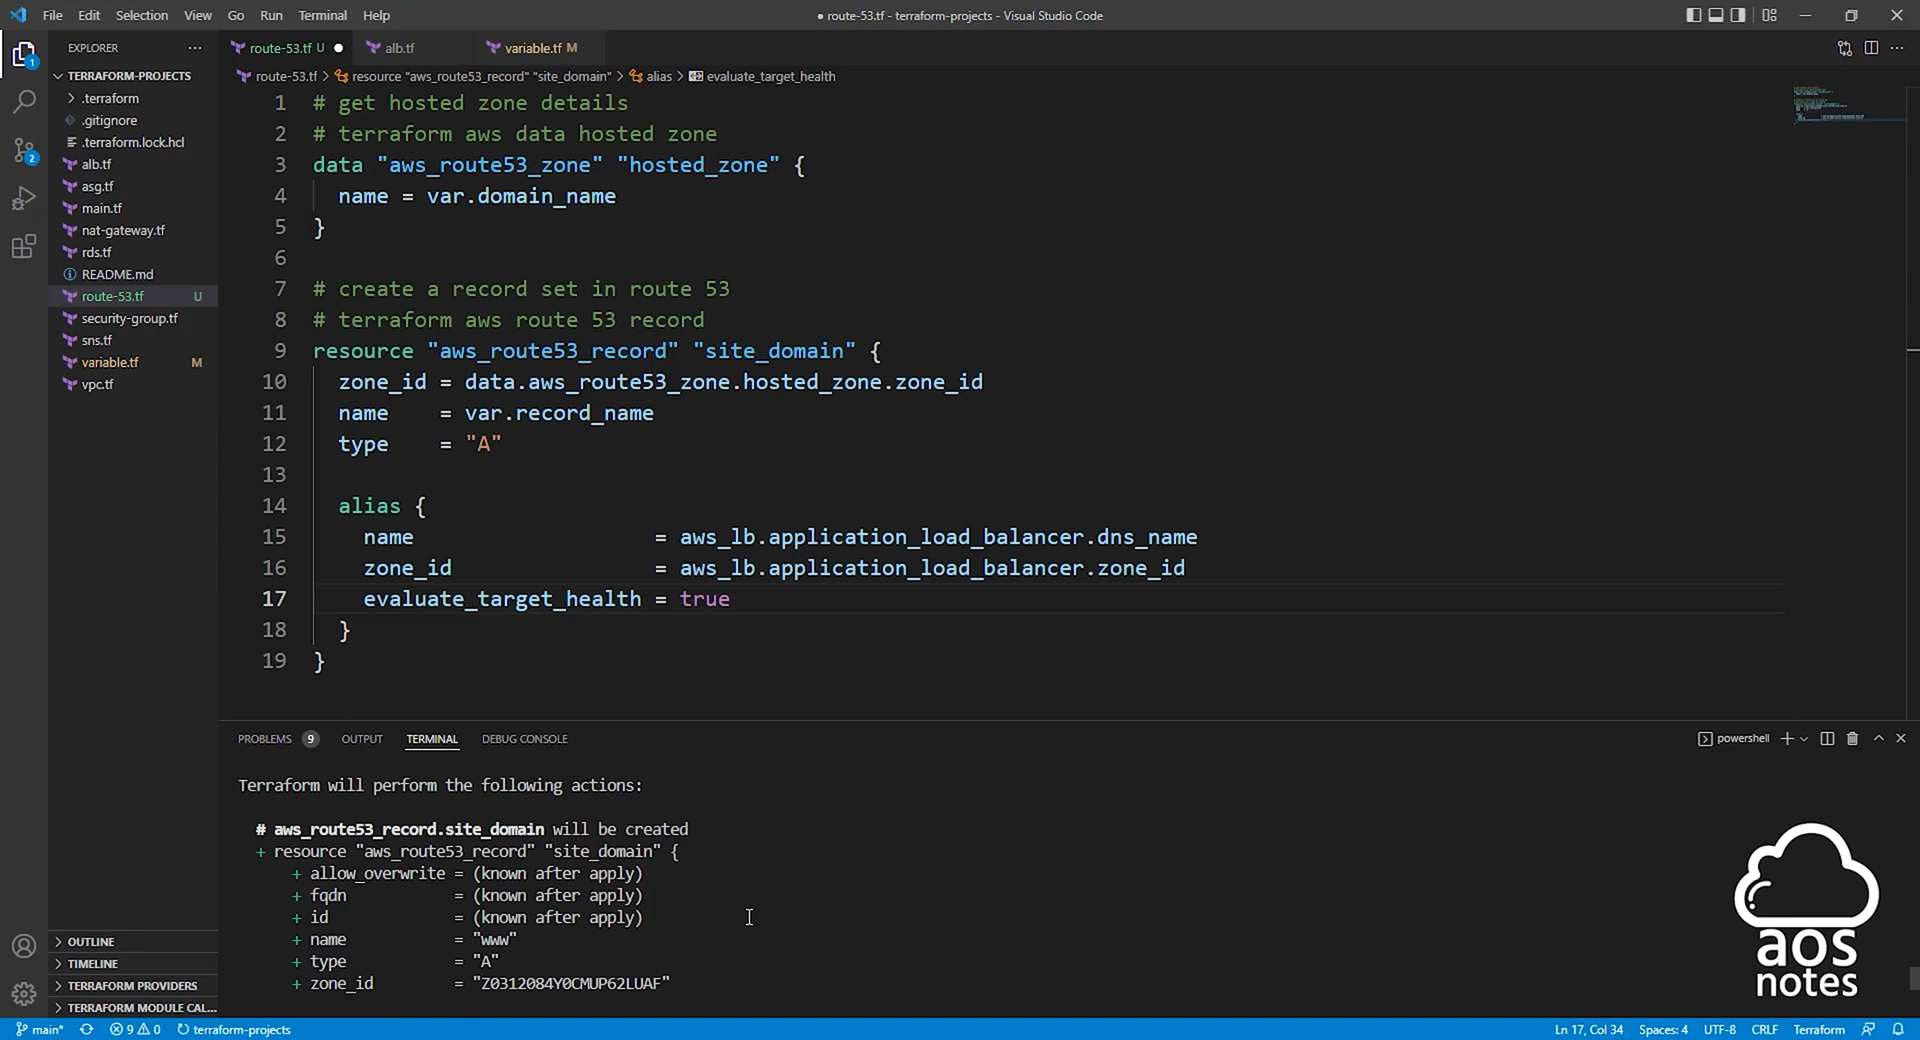 File Edit Selection View Go Run Terminal Help
● route-53.tf - terraform-projects - Visual Studio Code
EXPLORER
TERRAFORM-PROJECTS
.terraform
.gitignore
.terraform.lock.hcl
alb.tf
asg.tf
main.tf
nat-gateway.tf
rds.tf
README.md
route-53.tf U
security-group.tf
sns.tf
variable.tf M
vpc.tf
OUTLINE
TIMELINE
TERRAFORM PROVIDERS
TERRAFORM MODULE CAL...
1
2
route-53.tf U ● alb.tf variable.tf M
route-53.tf > resource "aws_route53_record" "site_domain" > alias > evaluate_target_health
1 # get hosted zone details
2 # terraform aws data hosted zone
3 data "aws_route53_zone" "hosted_zone" {
4 name = var.domain_name
5 }
6
7 # create a record set in route 53
8 # terraform aws route 53 record
9 resource "aws_route53_record" "site_domain" {
10 zone_id = data.aws_route53_zone.hosted_zone.zone_id
11 name = var.record_name
12 type = "A"
13
14 alias {
15 name = aws_lb.application_load_balancer.dns_name
16 zone_id = aws_lb.application_load_balancer.zone_id
17 evaluate_target_health = true
18 }
19 }
PROBLEMS 9 OUTPUT TERMINAL DEBUG CONSOLE
powershell
Terraform will perform the following actions:
# aws_route53_record.site_domain will be created
+ resource "aws_route53_record" "site_domain" {
+ allow_overwrite = (known after apply)
+ fqdn = (known after apply)
+ id = (known after apply)
+ name = "www"
+ type = "A"
+ zone_id = "Z0312084Y0CMUP62LUAF"
aos
notes
main* 9 0 terraform-projects
Ln 17, Col 34 Spaces: 4 UTF-8 CRLF Terraform